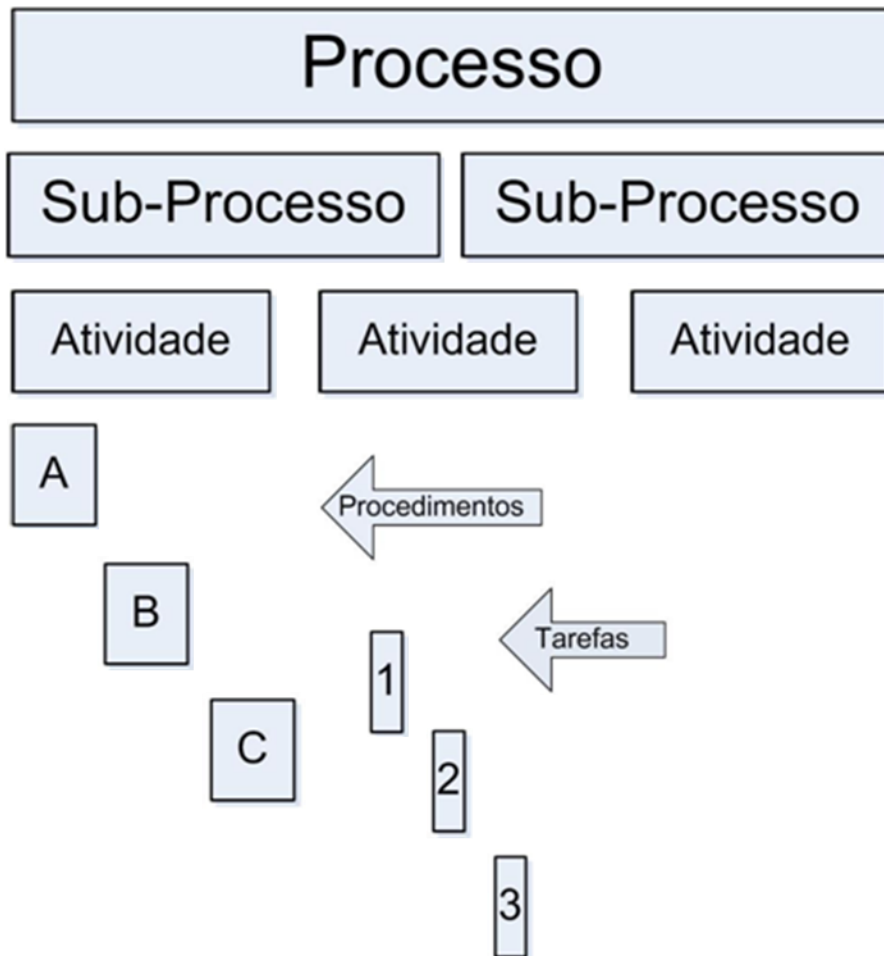 Processo
Sub-Processo Sub-Processo
Atividade Atividade Atividade
A
Procedimentos
B
Tarefas
1
C
2
3